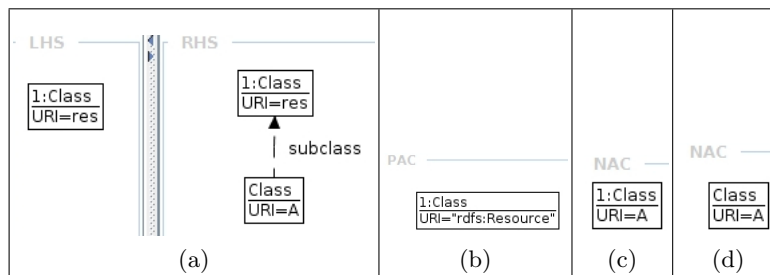 LHS
1:Class
URI=res
RHS
1:Class
URI=res
subclass
Class
URI=A
(a)
PAC
1:Class
URI="rdfs:Resource"
(b)
NAC
1:Class
URI=A
(c)
NAC
Class
URI=A
(d)